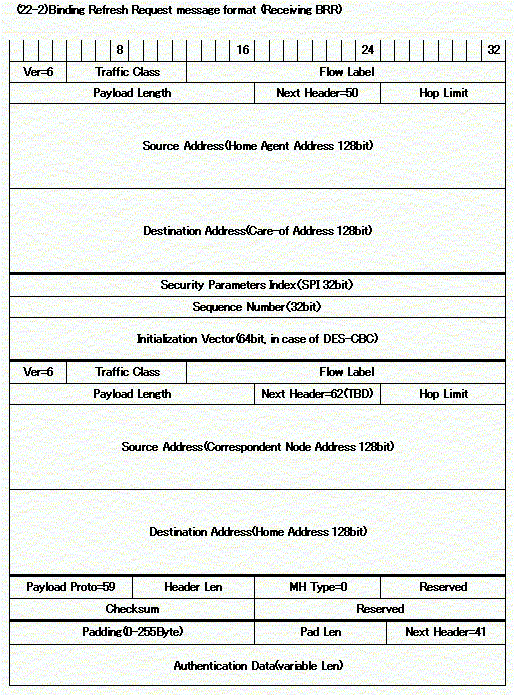 (22-2)Binding Refresh Request message format (Receiving BRR)
8 16 24 32
Ver=6 Traffic Class Flow Label
Payload Length Next Header=50 Hop Limit
Source Address(Home Agent Address 128bit)
Destination Address(Care-of Address 128bit)
Security Parameters Index(SPI 32bit)
Sequence Number(32bit)
Initialization Vector(64bit, in case of DES-CBC)
Ver=6 Traffic Class Flow Label
Payload Length Next Header=62(TBD) Hop Limit
Source Address(Correspondent Node Address 128bit)
Destination Address(Home Address 128bit)
Payload Proto=59 Header Len MH Type=0 Reserved
Checksum Reserved
Padding(0-255Byte) Pad Len Next Header=41
Authentication Data(variable Len)